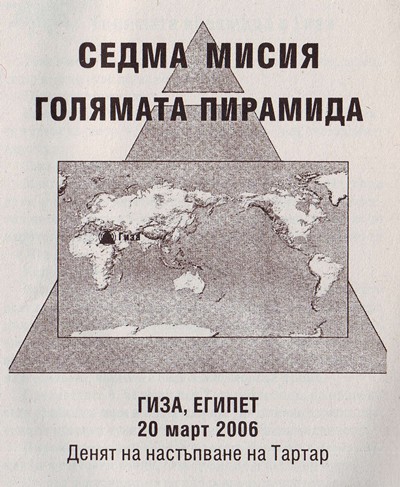 СЕДМА МИСИЯ
ГОЛЯМАТА ПИРАМИДА
Гиза
ГИЗА, ЕГИПЕТ
20 март 2006
Денят на настъпване на Тартар